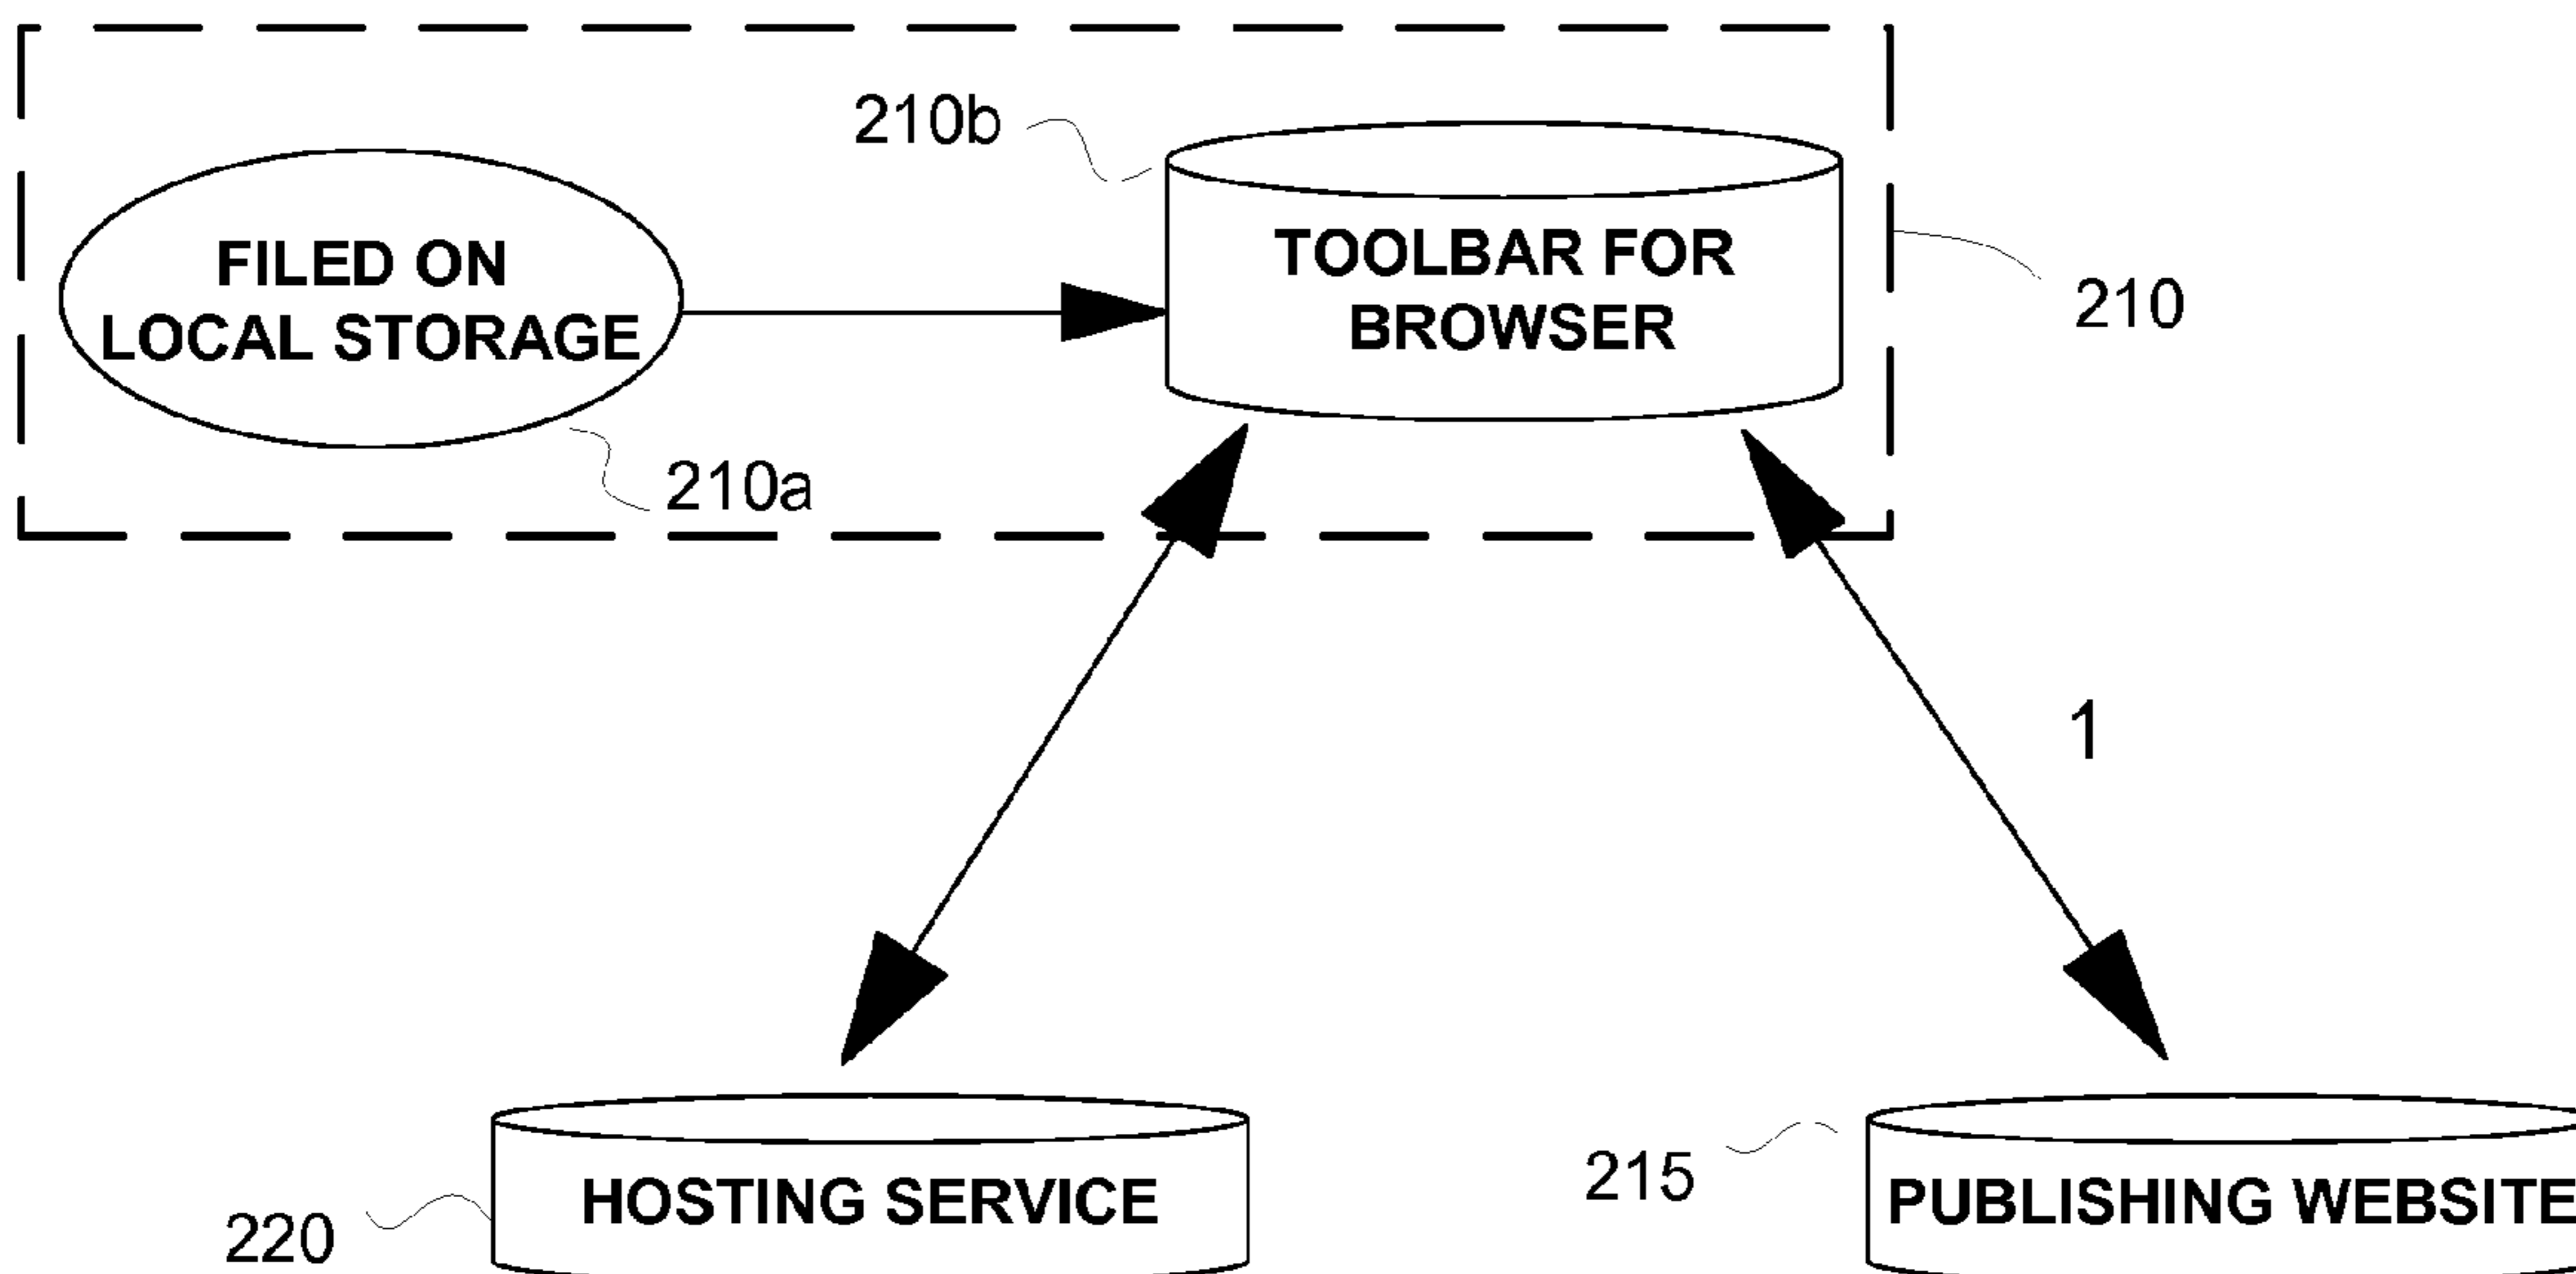 210b
FILED ON
LOCAL STORAGE
TOOLBAR FOR
BROWSER
210
210a
1
HOSTING SERVICE
220
215
PUBLISHING WEBSITE